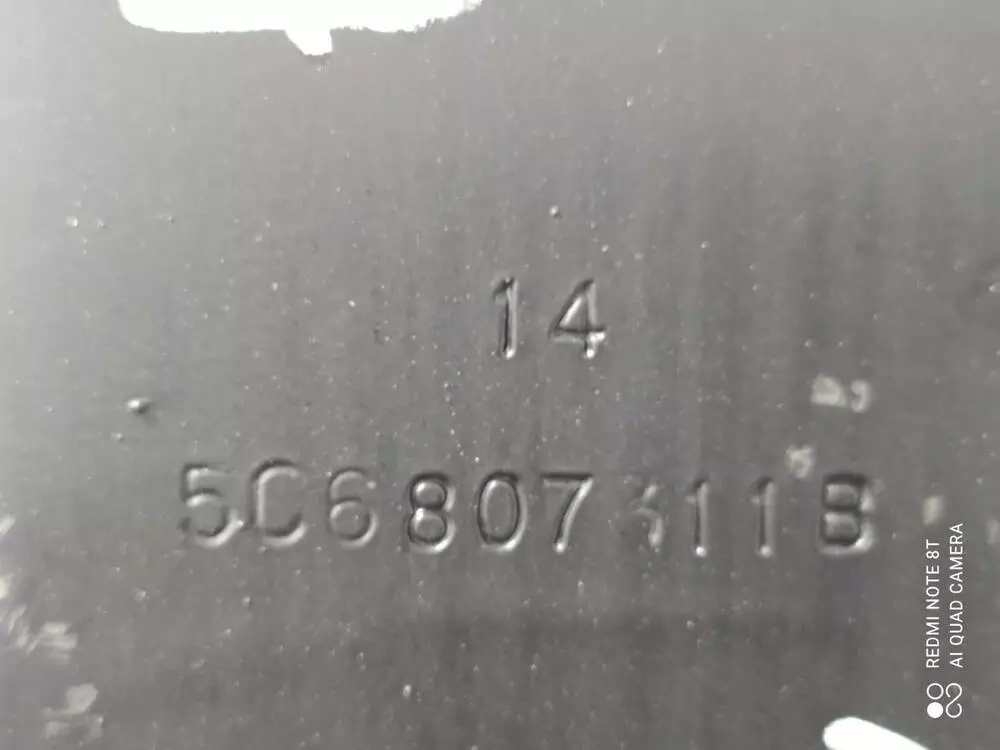 14
5C6807311B
REDMI NOTE 8T
AI QUAD CAMERA